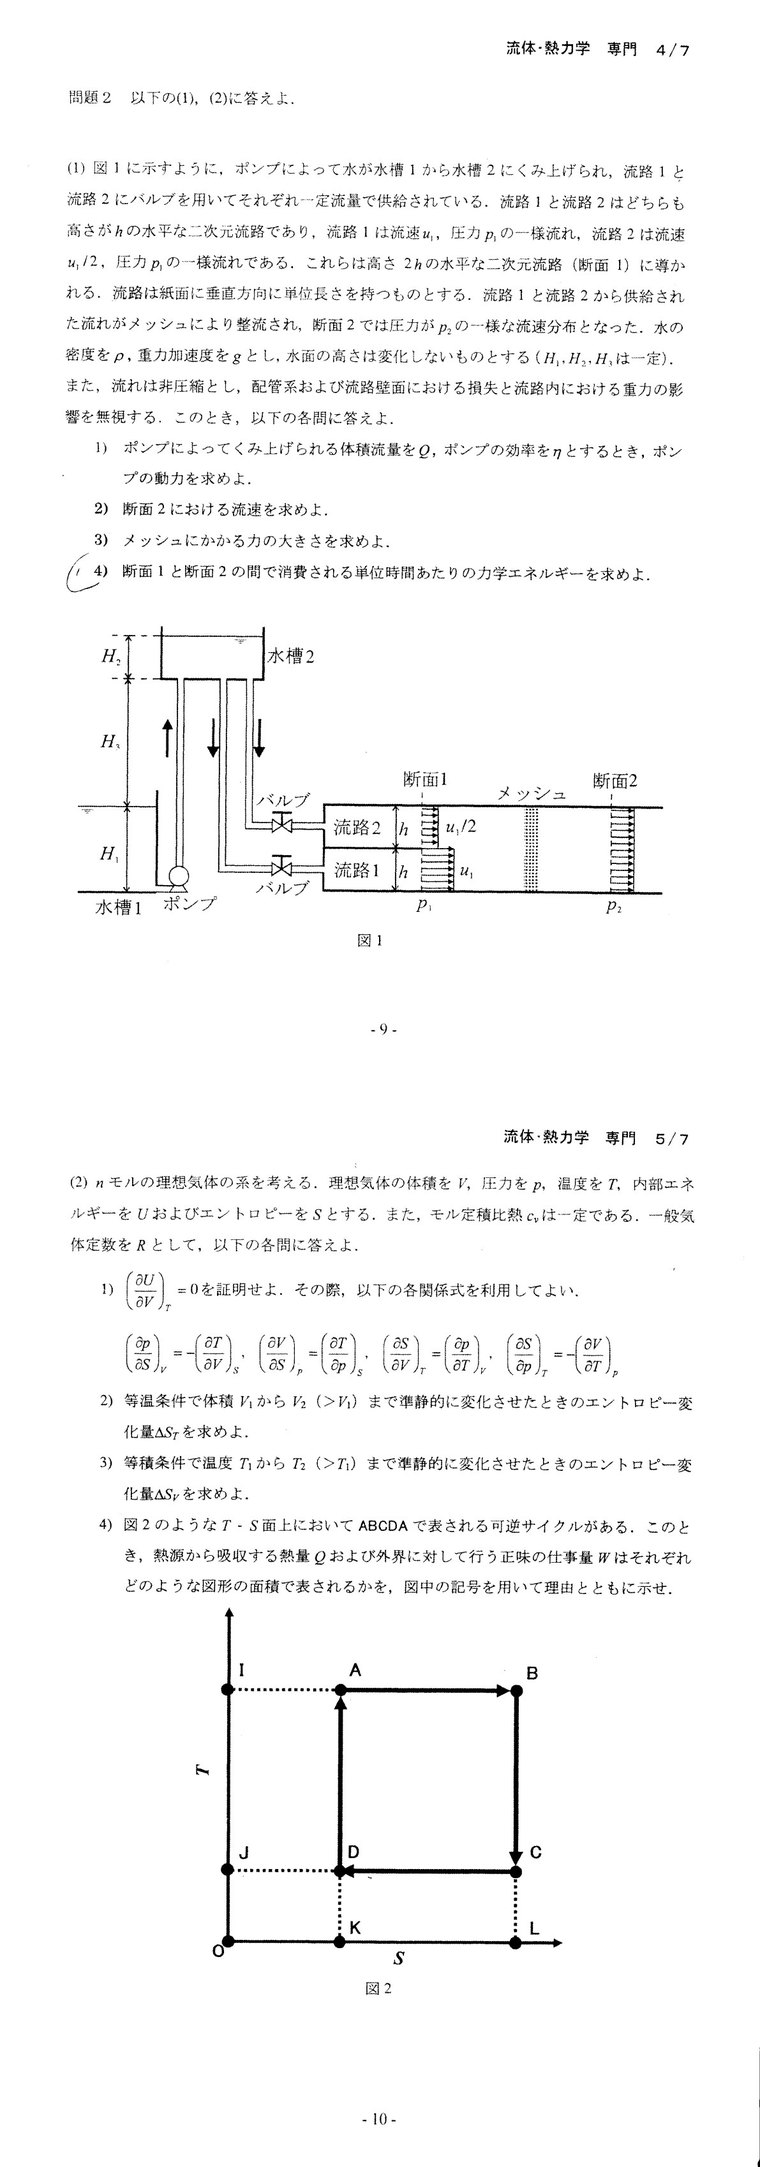 流体・熱力学　専門　4/7
問題２　以下の(1)，(2)に答えよ．
(1) 図１に示すように，ポンプによって水が水槽１から水槽２にくみ上げられ，流路１と
流路２にバルブを用いてそれぞれ一定流量で供給されている．流路１と流路２はどちらも
高さがhの水平な二次元流路であり，流路１は流速u₁，圧力p₁の一様流れ，流路２は流速
u₁/2，圧力p₁の一様流れである．これらは高さ 2hの水平な二次元流路（断面１）に導か
れる．流路は紙面に垂直方向に単位長さを持つものとする．流路１と流路２から供給され
た流れがメッシュにより整流され，断面２では圧力がp₂の一様な流速分布となった．水の
密度をρ，重力加速度をgとし，水面の高さは変化しないものとする（H₁,H₂,H₃は一定）．
また，流れは非圧縮とし，配管系および流路壁面における損失と流路内における重力の影
響を無視する．このとき，以下の各問に答えよ．
1)　ポンプによってくみ上げられる体積流量をQ，ポンプの効率をηとするとき，ポン
プの動力を求めよ．
2)　断面２における流速を求めよ．
3)　メッシュにかかる力の大きさを求めよ．
4)　断面１と断面２の間で消費される単位時間あたりの力学エネルギーを求めよ．
H₂
水槽2
H₃
断面1
メッシュ
断面2
バルブ
流路2
h
u₁/2
H₁
流路1
h
u₁
バルブ
水槽1
ポンプ
p₁
p₂
図１
- 9 -
流体・熱力学　専門　5/7
(2) nモルの理想気体の系を考える．理想気体の体積を V，圧力を p，温度を T，内部エネ
ルギーを UおよびエントロピーをSとする．また，モル定積比熱 cᵥは一定である．一般気
体定数を Rとして，以下の各問に答えよ．
1)　(∂U/∂V)_T = 0を証明せよ．その際，以下の各関係式を利用してよい．
(∂p/∂S)_V = -(∂T/∂V)_S，(∂V/∂S)_p = (∂T/∂p)_S，(∂S/∂V)_T = (∂p/∂T)_V，(∂S/∂p)_T = -(∂V/∂T)_p
2)　等温条件で体積 V₁から V₂（>V₁）まで準静的に変化させたときのエントロピー変
化量ΔS_Tを求めよ．
3)　等積条件で温度 T₁から T₂（>T₁）まで準静的に変化させたときのエントロピー変
化量ΔS_Vを求めよ．
4)　図２のような T - S 面上において ABCDA で表される可逆サイクルがある．このと
き，熱源から吸収する熱量 Q および外界に対して行う正味の仕事量 W はそれぞれ
どのような図形の面積で表されるかを，図中の記号を用いて理由とともに示せ．
I
A
B
T
J
D
C
K
L
O
S
図２
- 10 -